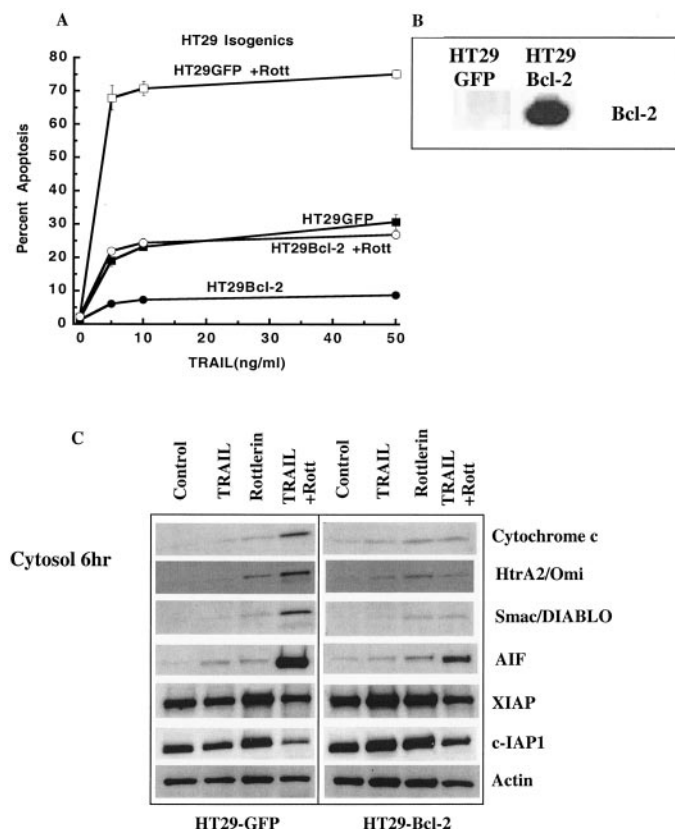 A
HT29 Isogenics
80
70
60
50
40
30
20
10
0
Percent Apoptosis
HT29GFP +Rott
HT29GFP
HT29Bcl-2 +Rott
HT29Bcl-2
0 10 20 30 40 50
TRAIL(ng/ml)
B
HT29 HT29
GFP Bcl-2
Bcl-2
C
Control TRAIL Rottlerin TRAIL +Rott Control TRAIL Rottlerin TRAIL +Rott
Cytosol 6hr
Cytochrome c
HtrA2/Omi
Smac/DIABLO
AIF
XIAP
c-IAP1
Actin
HT29-GFP HT29-Bcl-2